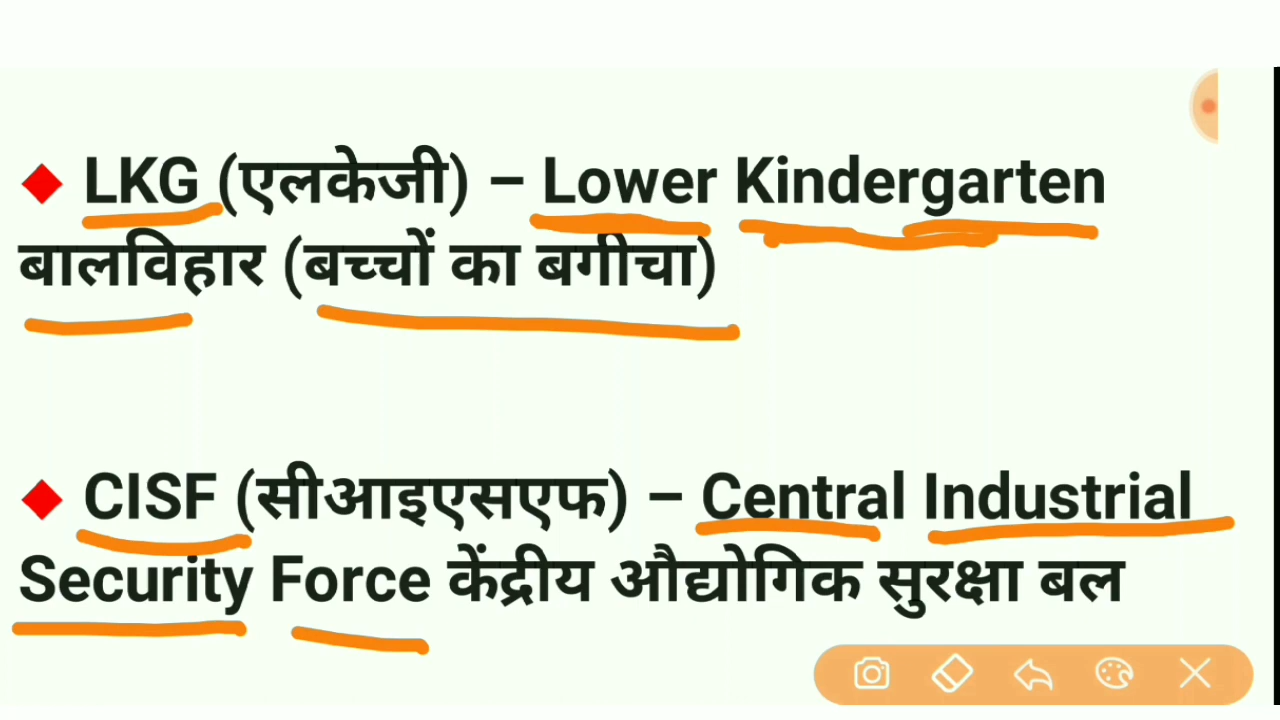 LKG (एलकेजी) – Lower Kindergarten
बालविहार (बच्चों का बगीचा)
CISF (सीआइएसएफ) – Central Industrial
Security Force केंद्रीय औद्योगिक सुरक्षा बल